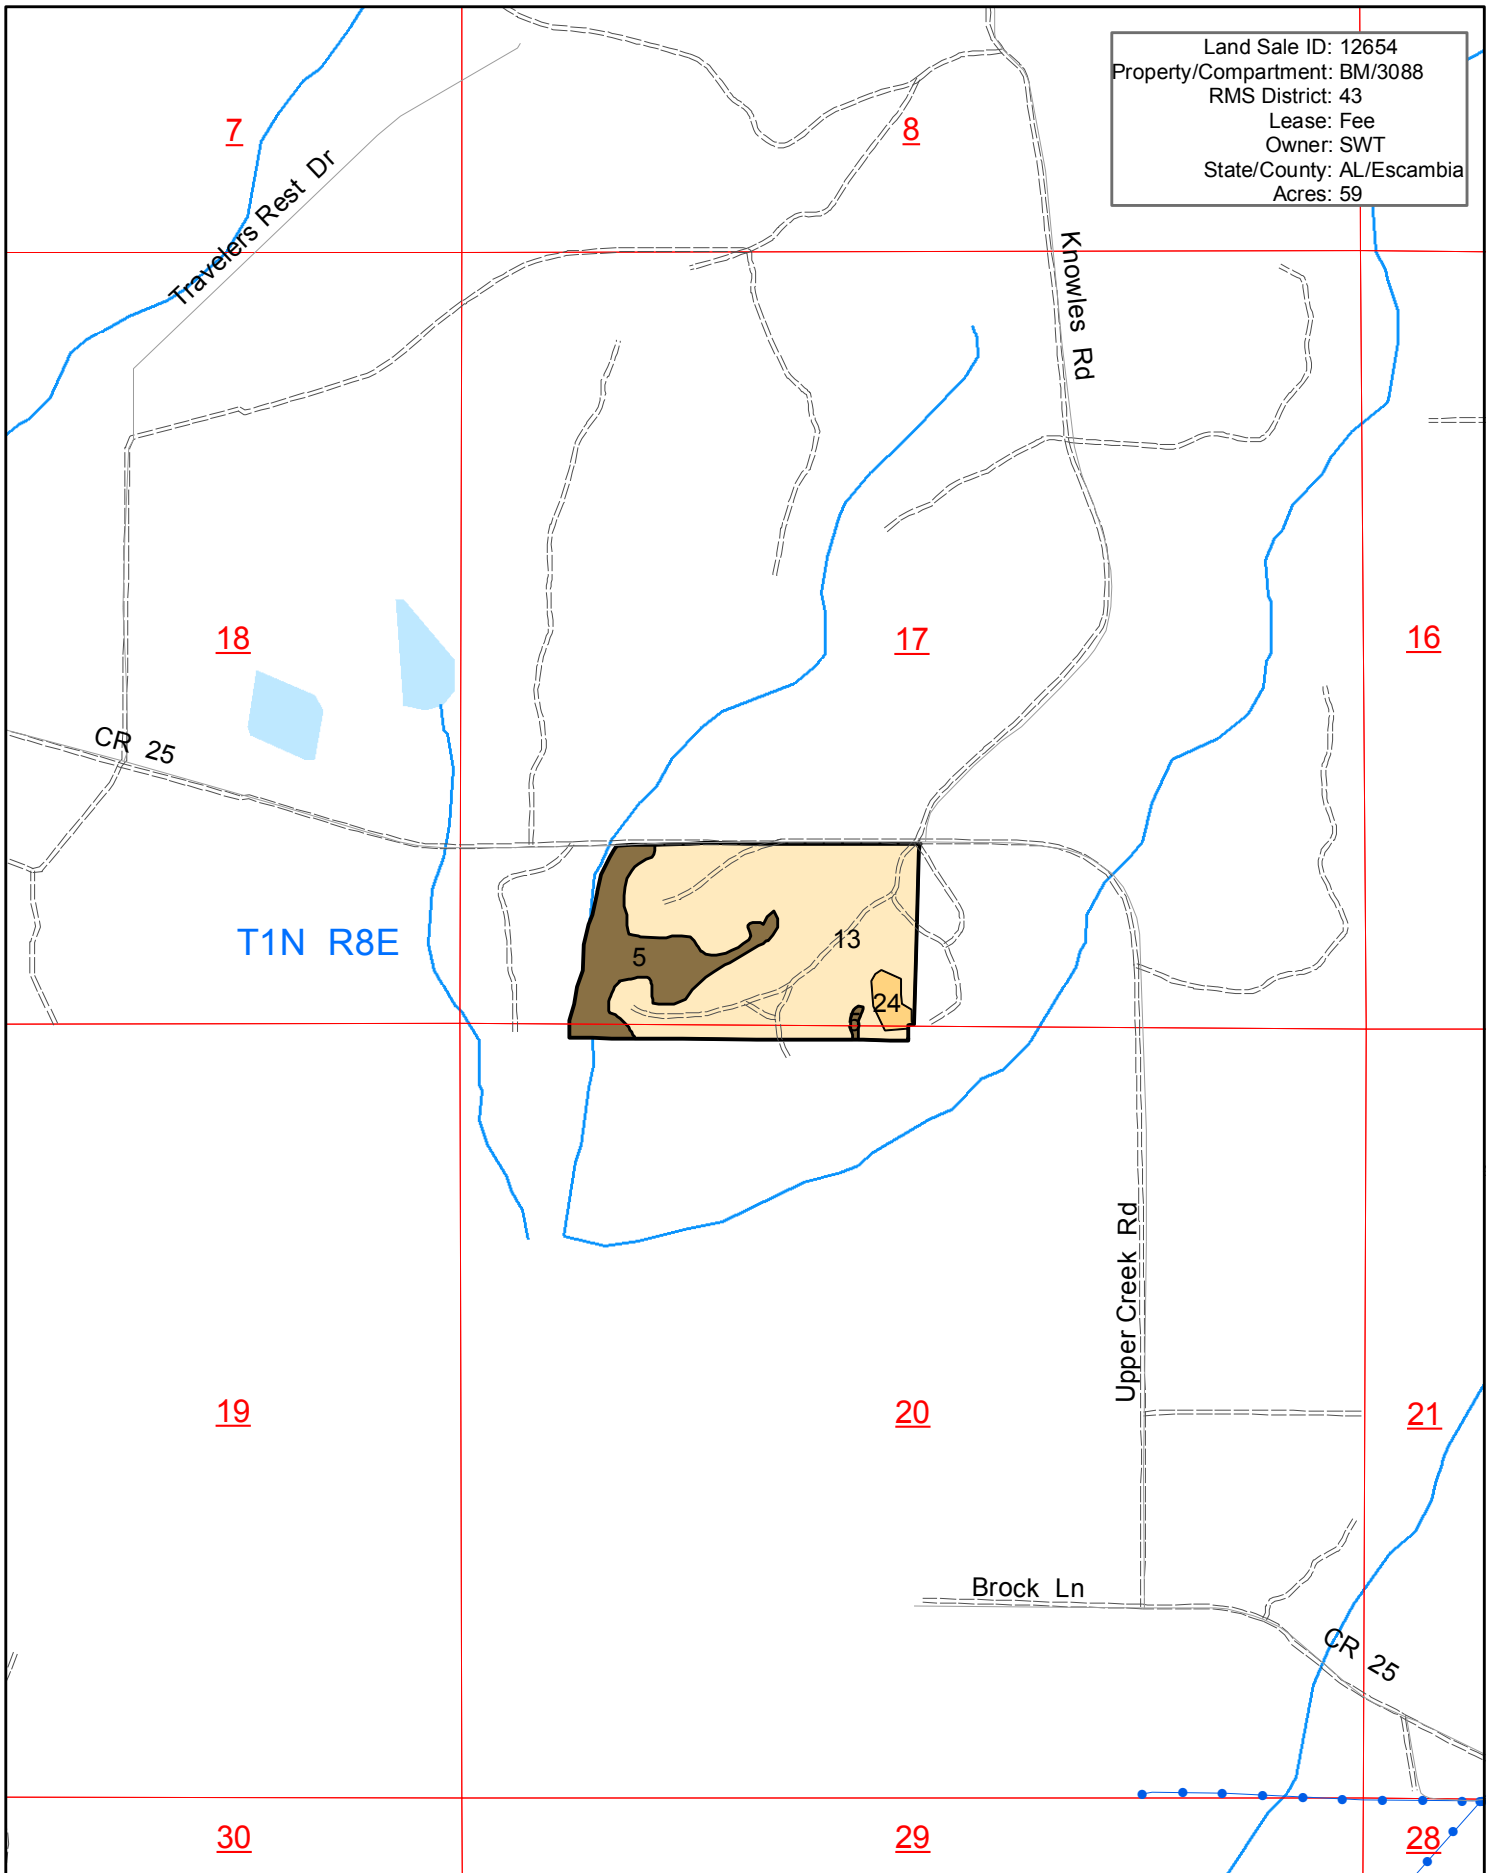 Land Sale ID: 12654
Property/Compartment: BM/3088
RMS District: 43
Lease: Fee
Owner: SWT
State/County: AL/Escambia
Acres: 59
7
8
Travelers Rest Dr
Knowles Rd
18
17
16
CR 25
T1N R8E
5
13
24
Upper Creek Rd
19
20
21
Brock Ln
CR 25
30
29
28